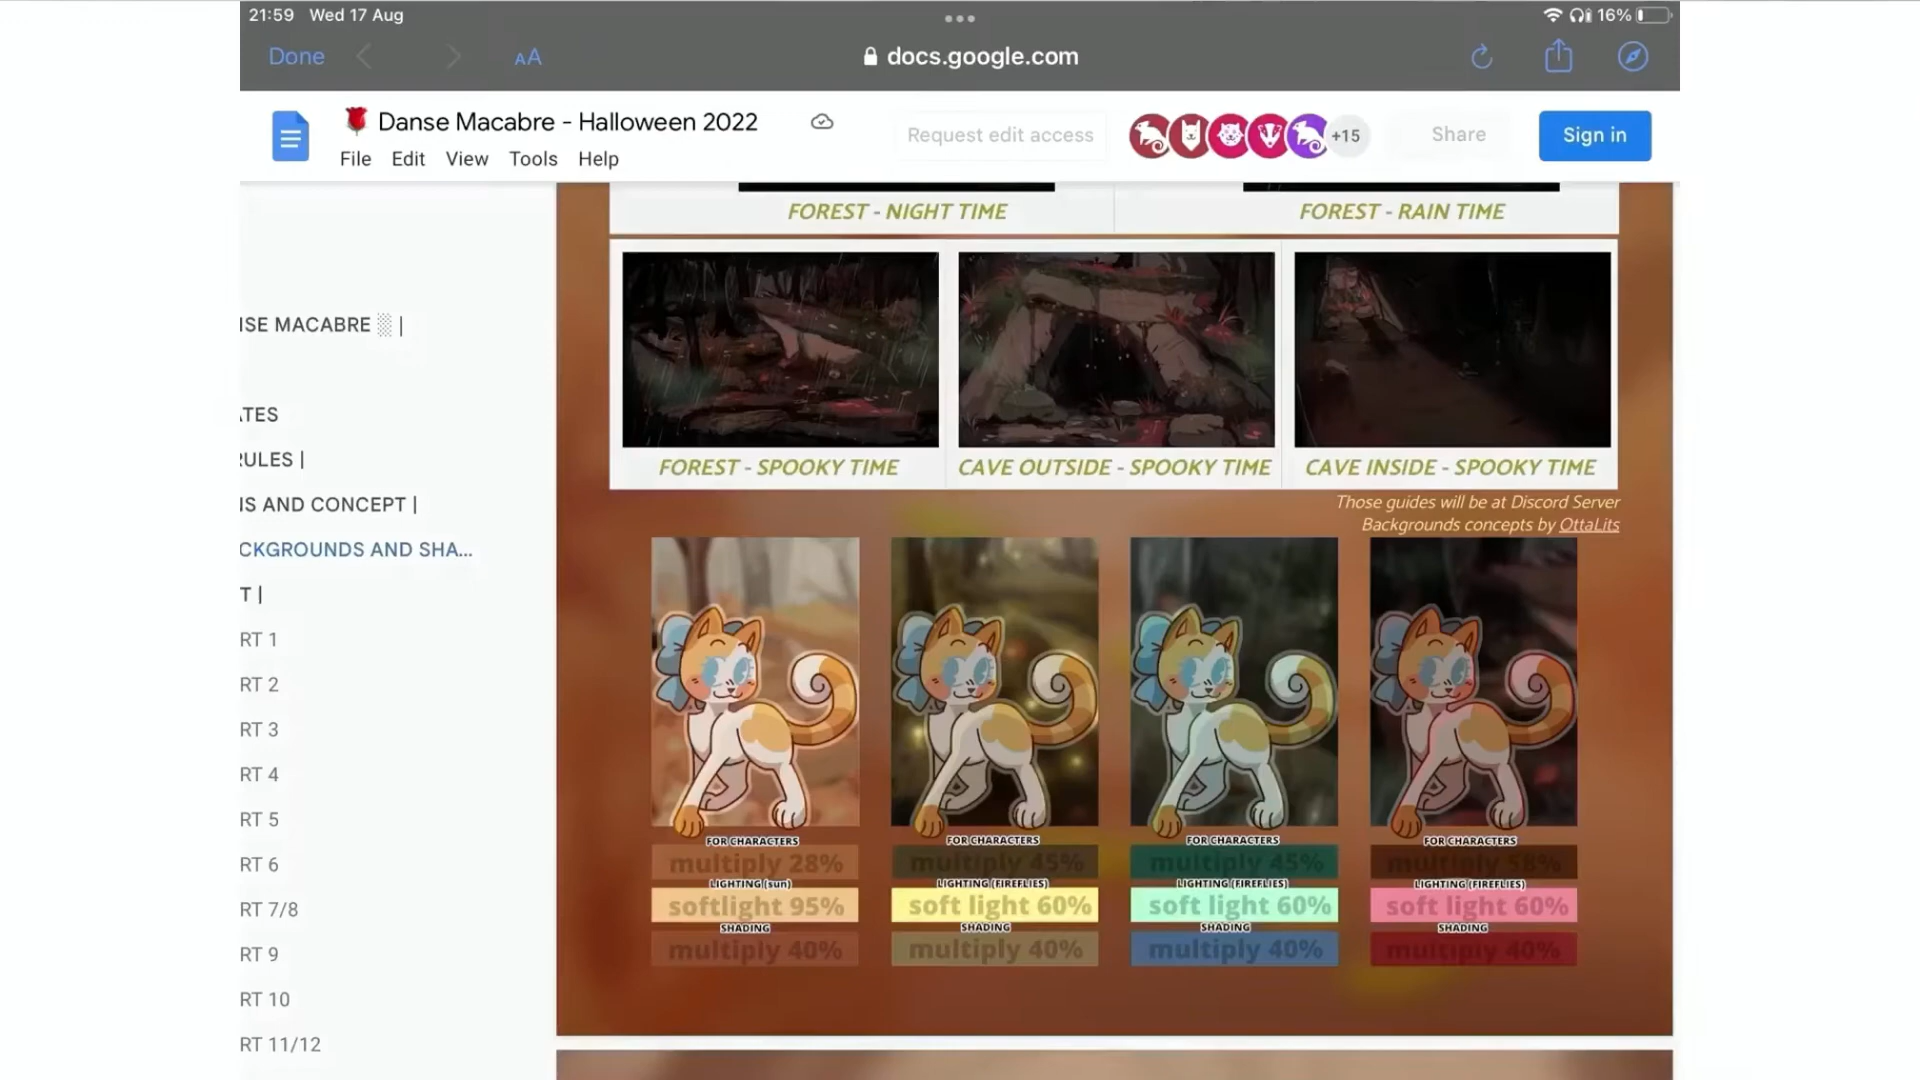 21:59 Wed 17 Aug
16%
Done
AA
docs.google.com
Danse Macabre - Halloween 2022
Request edit access
+15
Share
Sign in
File Edit View Tools Help
FOREST - NIGHT TIME
FOREST - RAIN TIME
FOREST - SPOOKY TIME
CAVE OUTSIDE - SPOOKY TIME
CAVE INSIDE - SPOOKY TIME
Those guides will be at Discord Server
Backgrounds concepts by OttaLits
ISE MACABRE ░ |
ATES
RULES |
IS AND CONCEPT |
CKGROUNDS AND SHA...
T |
RT 1
RT 2
RT 3
RT 4
RT 5
RT 6
RT 7/8
RT 9
RT 10
RT 11/12
FOR CHARACTERS
multiply 28%
LIGHTING (sun)
softlight 95%
SHADING
multiply 40%
FOR CHARACTERS
multiply 45%
LIGHTING (FIREFLIES)
soft light 60%
SHADING
multiply 40%
FOR CHARACTERS
multiply 45%
LIGHTING (FIREFLIES)
soft light 60%
SHADING
multiply 40%
FOR CHARACTERS
multiply 58%
LIGHTING (FIREFLIES)
soft light 60%
SHADING
multiply 40%